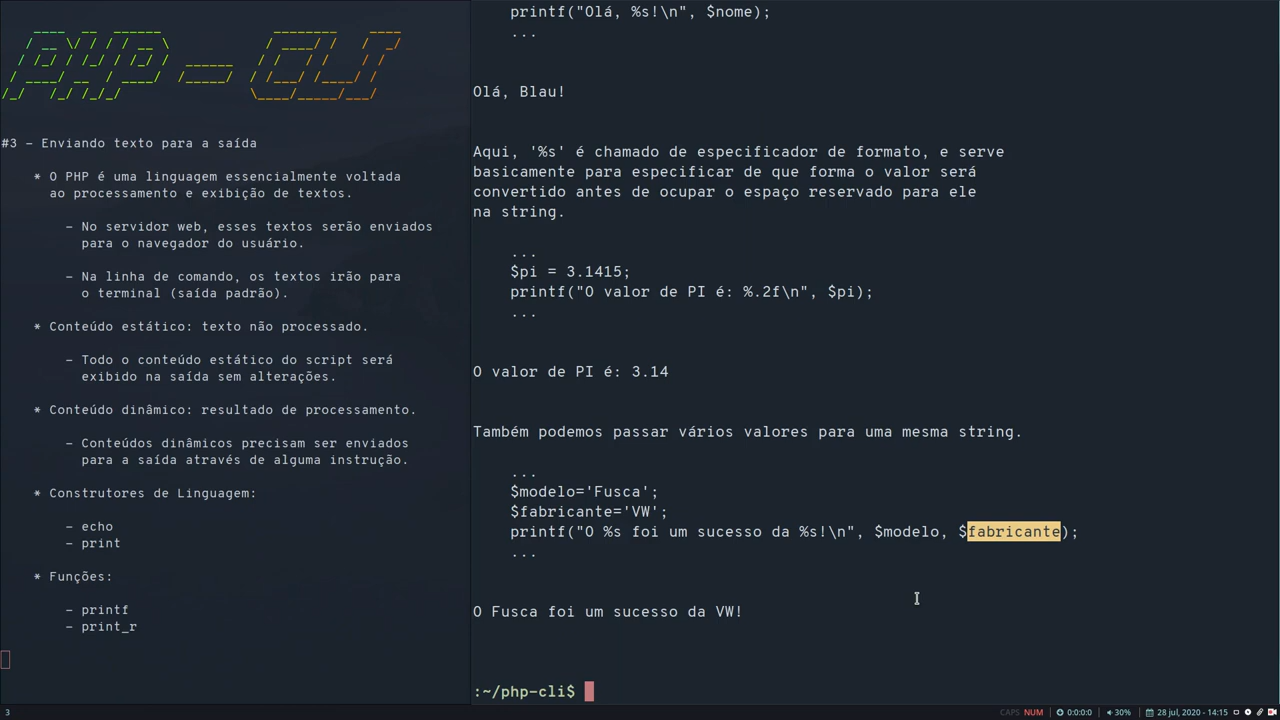 PHP - CLI
#3 - Enviando texto para a saída
* O PHP é uma linguagem essencialmente voltada
ao processamento e exibição de textos.
- No servidor web, esses textos serão enviados
para o navegador do usuário.
- Na linha de comando, os textos irão para
o terminal (saída padrão).
* Conteúdo estático: texto não processado.
- Todo o conteúdo estático do script será
exibido na saída sem alterações.
* Conteúdo dinâmico: resultado de processamento.
- Conteúdos dinâmicos precisam ser enviados
para a saída através de alguma instrução.
* Construtores de Linguagem:
- echo
- print
* Funções:
- printf
- print_r
printf("Olá, %s!\n", $nome);
...
Olá, Blau!
Aqui, '%s' é chamado de especificador de formato, e serve
basicamente para especificar de que forma o valor será
convertido antes de ocupar o espaço reservado para ele
na string.
...
$pi = 3.1415;
printf("O valor de PI é: %.2f\n", $pi);
...
O valor de PI é: 3.14
Também podemos passar vários valores para uma mesma string.
...
$modelo='Fusca';
$fabricante='VW';
printf("O %s foi um sucesso da %s!\n", $modelo, $fabricante);
...
O Fusca foi um sucesso da VW!
:~/php-cli$
3
CAPS NUM 0:0:0:0 30% 28 jul, 2020 - 14:15